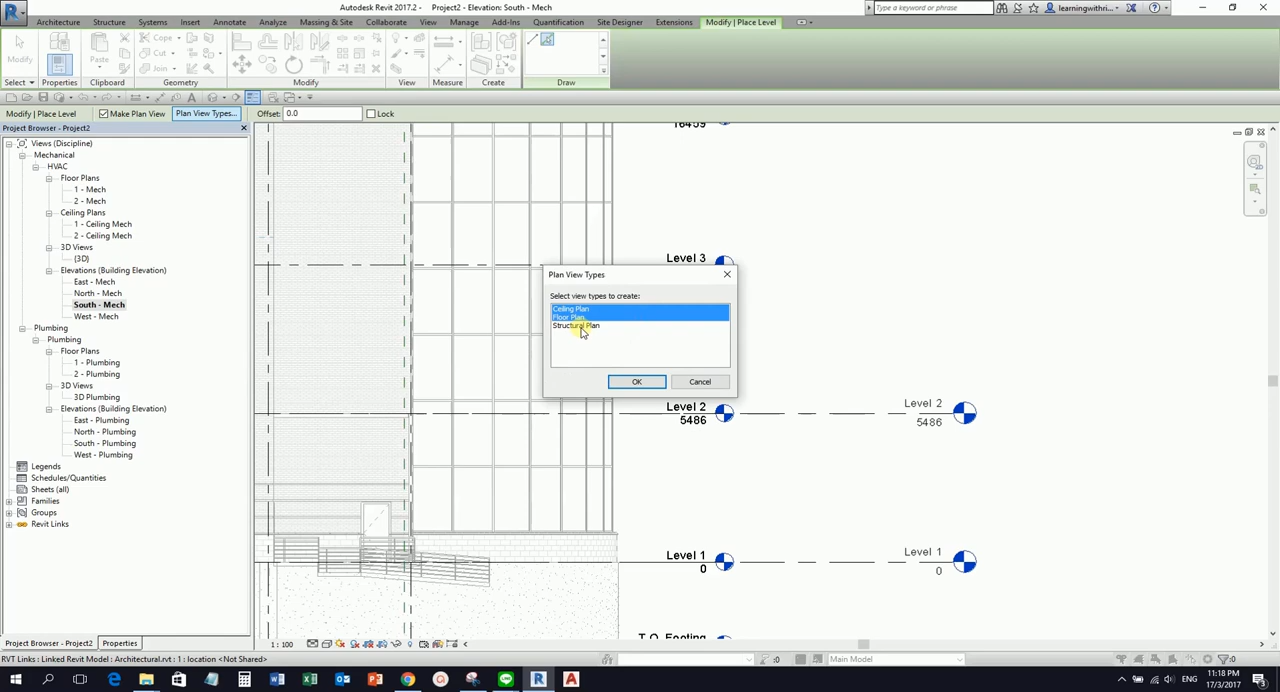 Autodesk Revit 2017.2 - Project2 - Elevation: South - Mech
Type a keyword or phrase
learningwithri...
Architecture Structure Systems Insert Annotate Analyze Massing & Site Collaborate View Manage Add-Ins Quantification Site Designer Extensions Modify | Place Level
Modify Paste Cope Cut Join
Select Properties Clipboard Geometry Modify View Measure Create Draw
Modify | Place Level Make Plan View Plan View Types... Offset: 0.0 Lock
Project Browser - Project2
Views (Discipline)
Mechanical
HVAC
Floor Plans
1 - Mech
2 - Mech
Ceiling Plans
1 - Ceiling Mech
2 - Ceiling Mech
3D Views
{3D}
Elevations (Building Elevation)
East - Mech
North - Mech
South - Mech
West - Mech
Plumbing
Plumbing
Floor Plans
1 - Plumbing
2 - Plumbing
3D Views
3D Plumbing
Elevations (Building Elevation)
East - Plumbing
North - Plumbing
South - Plumbing
West - Plumbing
Legends
Schedules/Quantities
Sheets (all)
Families
Groups
Revit Links
16459
Level 3
Plan View Types
Select view types to create:
Ceiling Plan
Floor Plan
Structural Plan
OK Cancel
Level 2
5486
Level 2
5486
Level 1
0
Level 1
0
T.O. Footing
Project Browser - Project2 Properties
1 : 100
RVT Links : Linked Revit Model : Architectural.rvt : 1 : location <Not Shared>
:0 Main Model :0
ENG
11:18 PM
17/3/2017